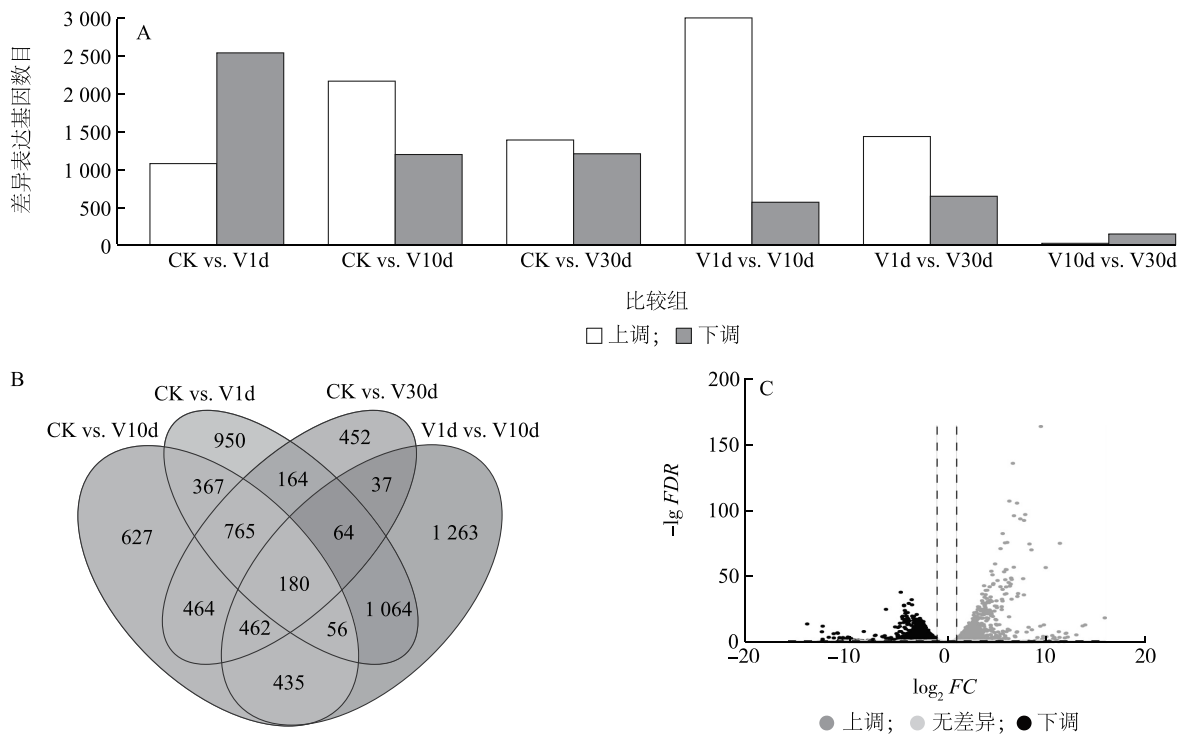 A
差异表达基因数目
3 000
2 500
2 000
1 500
1 000
500
0
CK vs. V1d CK vs. V10d CK vs. V30d V1d vs. V10d V1d vs. V30d V10d vs. V30d
比较组
上调； 下调
B
CK vs. V1d CK vs. V30d
CK vs. V10d V1d vs. V10d
950 452
367 164 37
627 765 64 1 263
180
464 462 56 1 064
435
C
-lg FDR
200
150
100
50
0
-20 -10 0 10 20
log2 FC
上调； 无差异； 下调